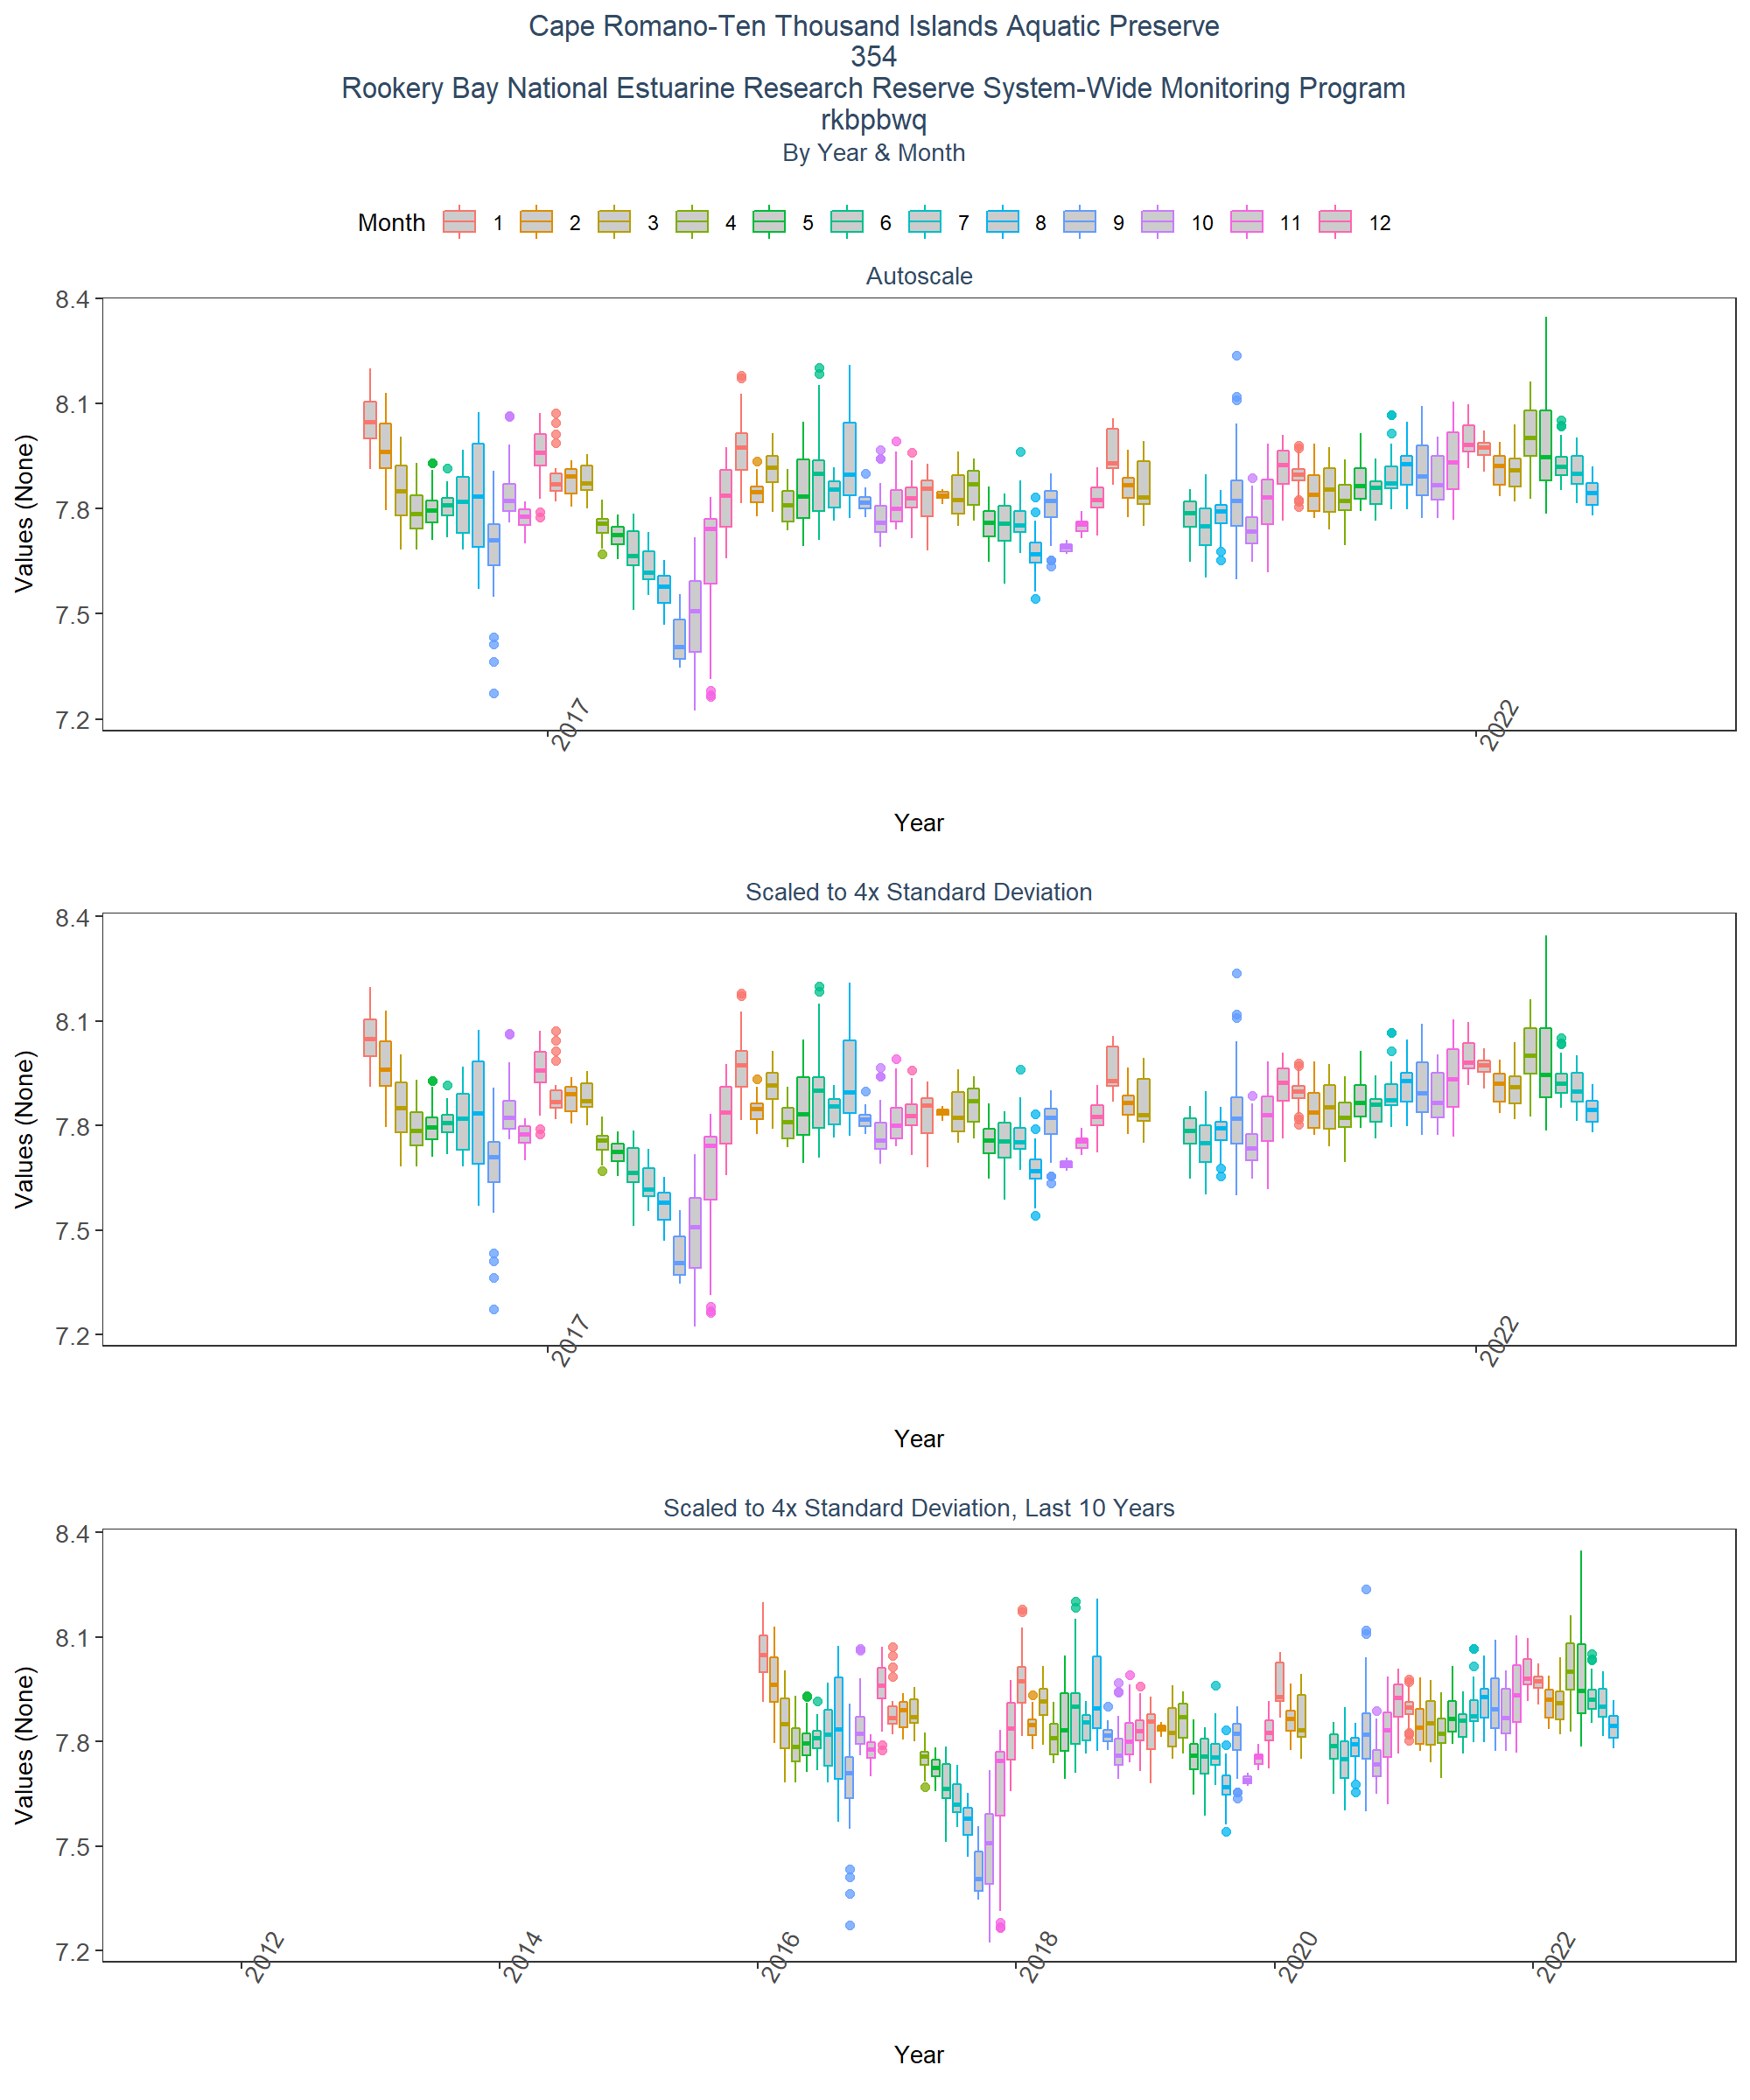 Cape Romano-Ten Thousand Islands Aquatic Preserve
354
Rookery Bay National Estuarine Research Reserve System-Wide Monitoring Program
rkbpbwq
By Year & Month
Month 1 2 3 4 5 6 7 8 9 10 11 12
Autoscale
8.4
8.1
7.8
7.5
7.2
Values (None)
2017 2022
Year
Scaled to 4x Standard Deviation
8.4
8.1
7.8
7.5
7.2
Values (None)
2017 2022
Year
Scaled to 4x Standard Deviation, Last 10 Years
8.4
8.1
7.8
7.5
7.2
Values (None)
2012 2014 2016 2018 2020 2022
Year